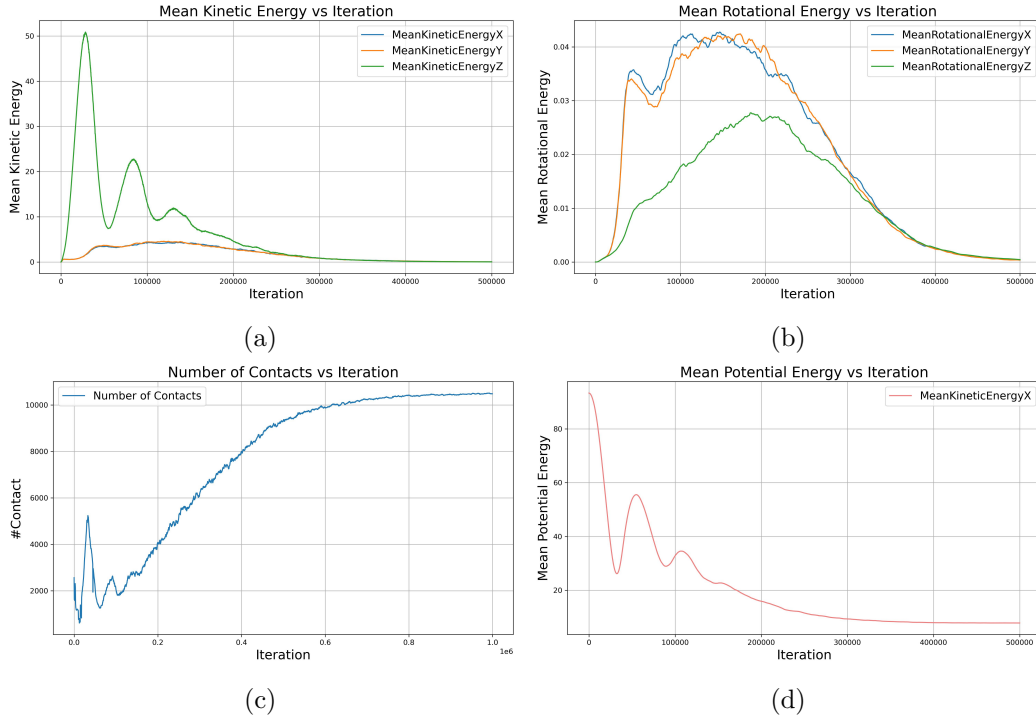 Mean Kinetic Energy vs Iteration
MeanKineticEnergyX
MeanKineticEnergyY
MeanKineticEnergyZ
Mean Kinetic Energy
50
40
30
20
10
0
0 100000 200000 300000 400000 500000
Iteration
(a)
Mean Rotational Energy vs Iteration
MeanRotationalEnergyX
MeanRotationalEnergyY
MeanRotationalEnergyZ
Mean Rotational Energy
0.04
0.03
0.02
0.01
0.00
0 100000 200000 300000 400000 500000
Iteration
(b)
Number of Contacts vs Iteration
Number of Contacts
#Contact
10000
8000
6000
4000
2000
0.0 0.2 0.4 0.6 0.8 1.0
1e6
Iteration
(c)
Mean Potential Energy vs Iteration
MeanKineticEnergyX
Mean Potential Energy
80
60
40
20
0 100000 200000 300000 400000 500000
Iteration
(d)